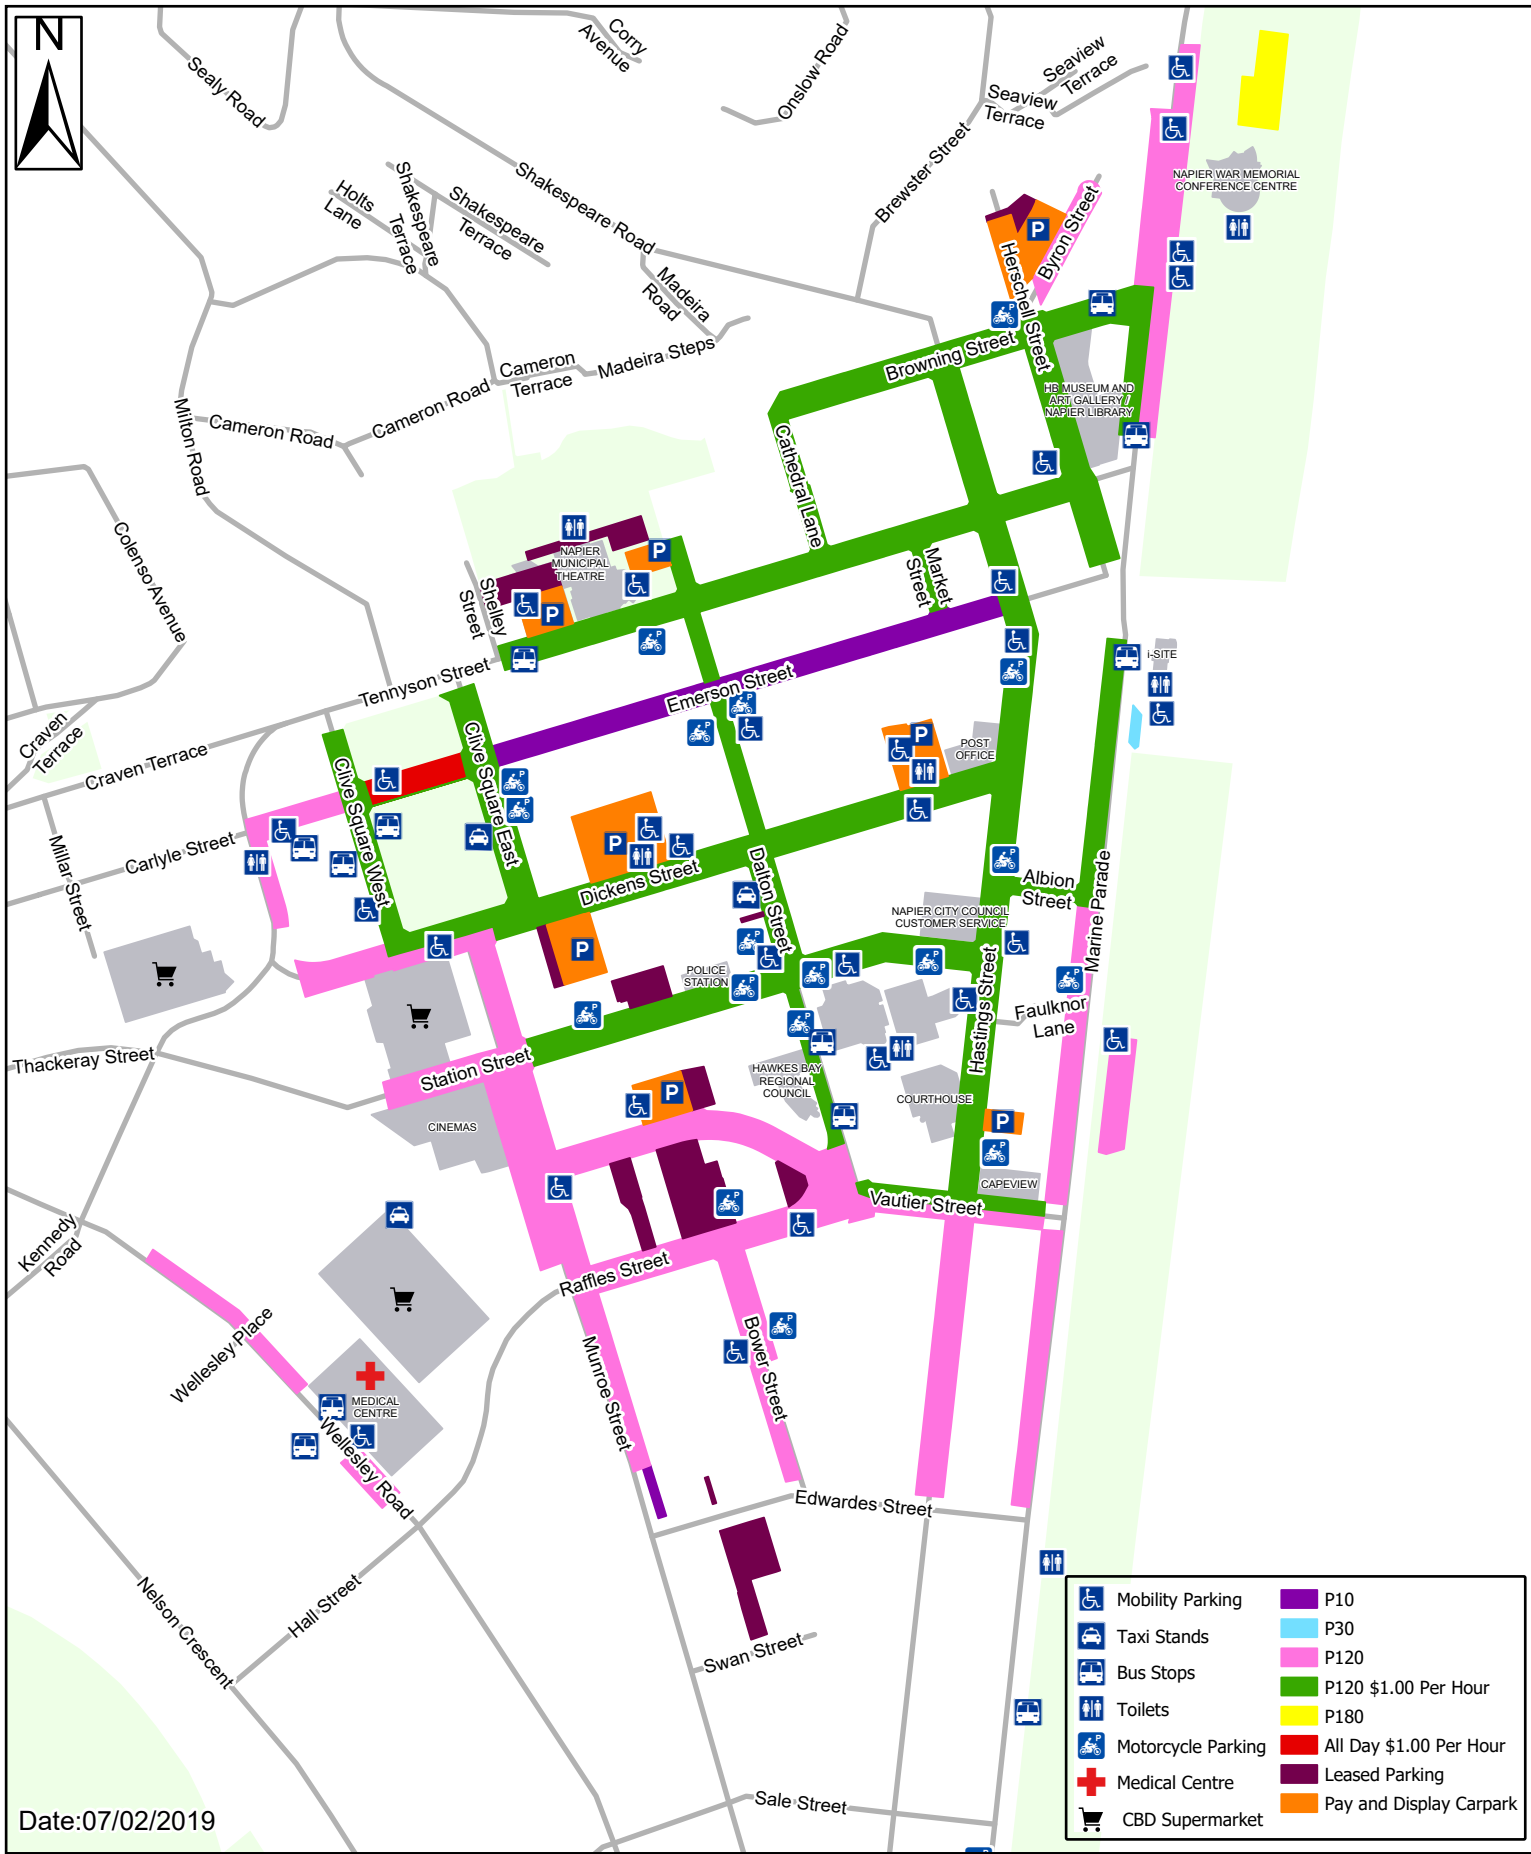 N
Corry
Avenue
Sealy Road
Onslow Road
Seaview
Terrace
Seaview
Terrace
Brewster Street
Shakespeare Road
Shakespeare
Terrace
Holts
Lane
Shakespeare
Terrace
NAPIER WAR MEMORIAL
CONFERENCE CENTRE
P
Byron Street
Herschell Street
Madeira
Road
Browning Street
Cameron
Terrace
Madeira Steps
Cameron Road
Cameron Road
HB MUSEUM AND
ART GALLERY /
NAPIER LIBRARY
Milton Road
Cathedral Lane
Colenso Avenue
NAPIER
MUNICIPAL
THEATRE
P
P
Market
Street
Shelley
Street
Tennyson Street
Emerson Street
i-SITE
Craven
Terrace
Craven Terrace
Clive Square West
Clive Square East
P
POST
OFFICE
Millar Street
Carlyle Street
P
Dickens Street
Dalton Street
Albion
Street
Marine Parade
NAPIER CITY COUNCIL
CUSTOMER SERVICE
P
POLICE
STATION
Hastings Street
Faulknor
Lane
Thackeray Street
Station Street
HAWKES BAY
REGIONAL
COUNCIL
P
COURTHOUSE
P
CINEMAS
CAPEVIEW
Vautier Street
Kennedy
Road
Raffles Street
Wellesley Place
Munroe Street
Bower Street
MEDICAL
CENTRE
Wellesley Road
Edwardes Street
Nelson Crescent
Hall Street
Swan Street
Sale Street
Mobility Parking
Taxi Stands
Bus Stops
Toilets
Motorcycle Parking
Medical Centre
CBD Supermarket
P10
P30
P120
P120 $1.00 Per Hour
P180
All Day $1.00 Per Hour
Leased Parking
Pay and Display Carpark
Date:07/02/2019